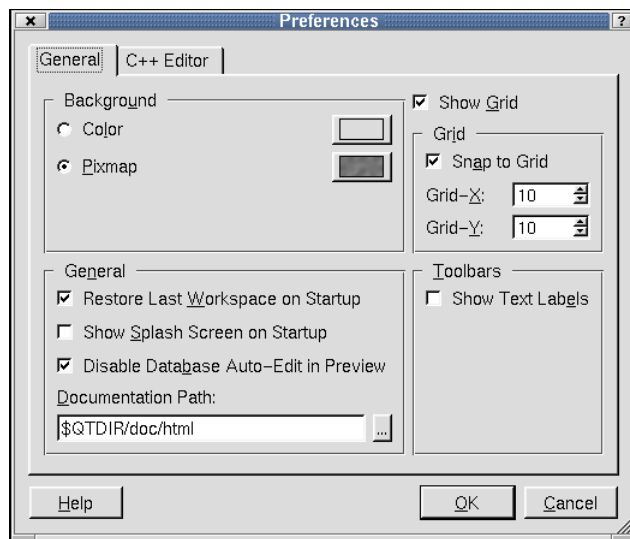 Preferences
?
General
C++ Editor
Background
Color
Pixmap
Show Grid
Grid
Snap to Grid
Grid-X: 10
Grid-Y: 10
General
Restore Last Workspace on Startup
Show Splash Screen on Startup
Disable Database Auto-Edit in Preview
Documentation Path:
$QTDIR/doc/html
...
Toolbars
Show Text Labels
Help
OK
Cancel